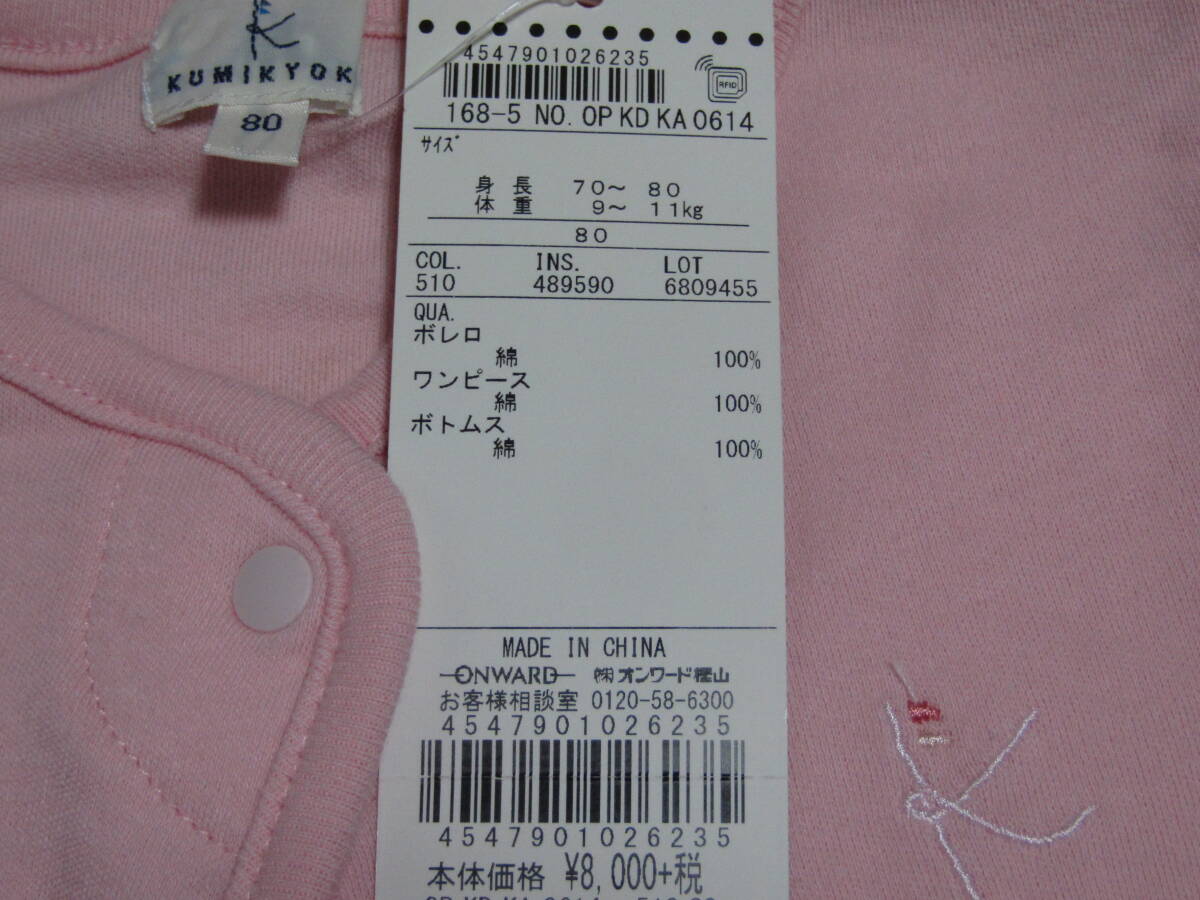 KUMIKYOK
80
4547901026235
RFID
168-5 NO. OP KD KA0614
サイズ
身長 70～ 80
体重 9～ 11kg
80
COL. INS. LOT
510 489590 6809455
QUA.
ボレロ
綿 100%
ワンピース
綿 100%
ボトムス
綿 100%
MADE IN CHINA
ONWARD ㈱オンワード樫山
お客様相談室 0120-58-6300
4547901026235
4547901026235
本体価格 ¥8,000+税